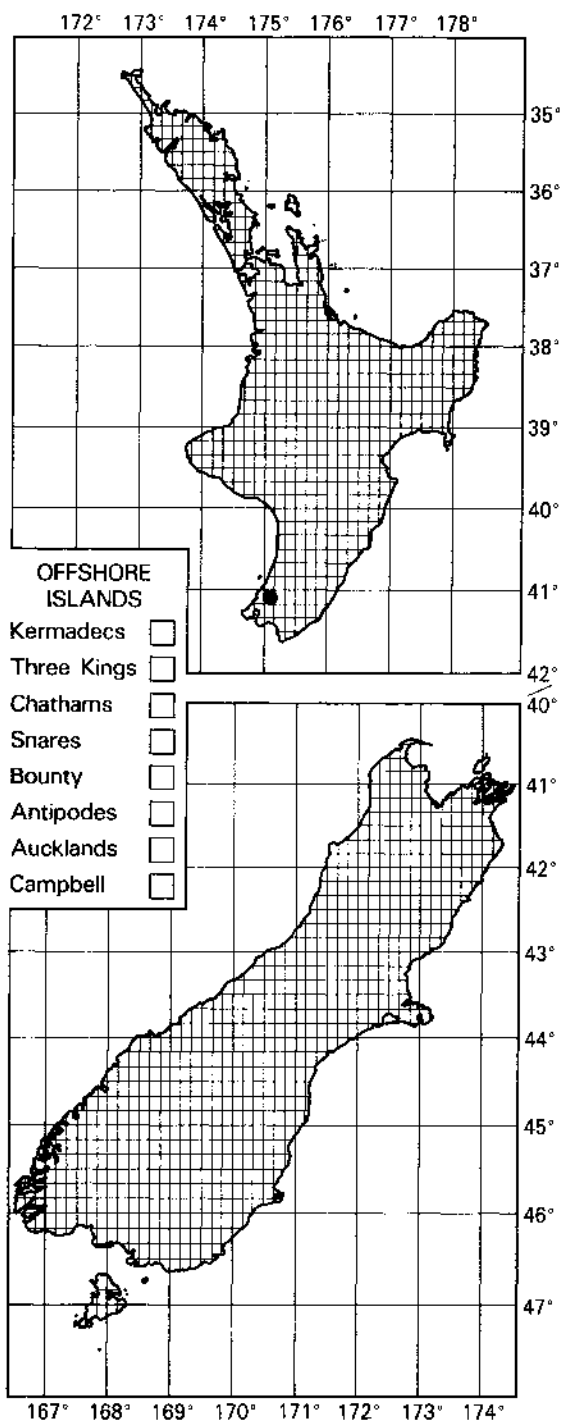 172° 173° 174° 175° 176° 177° 178°
35°
36°
37°
38°
39°
40°
41°
42°
OFFSHORE
ISLANDS
Kermadecs
Three Kings
Chathams
Snares
Bounty
Antipodes
Aucklands
Campbell
40°
41°
42°
43°
44°
45°
46°
47°
167° 168° 169° 170° 171° 172° 173° 174°